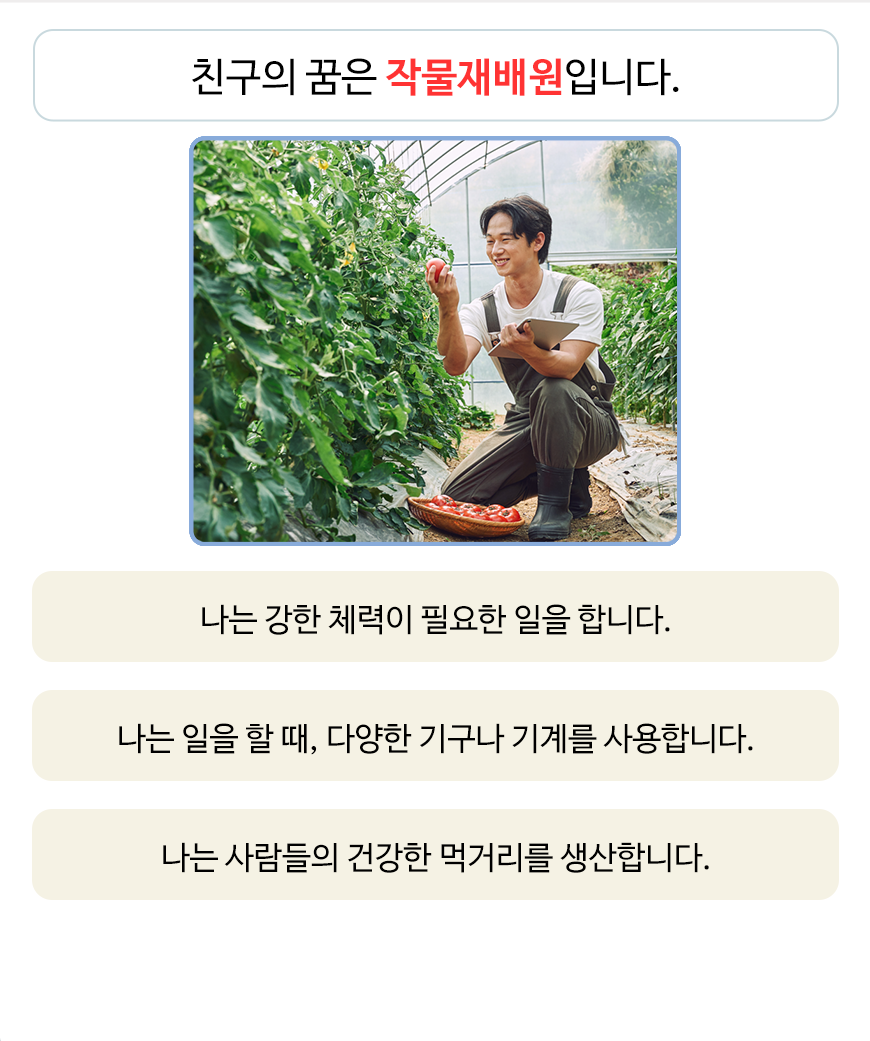 친구의 꿈은 작물재배원입니다.
나는 강한 체력이 필요한 일을 합니다.
나는 일을 할 때, 다양한 기구나 기계를 사용합니다.
나는 사람들의 건강한 먹거리를 생산합니다.